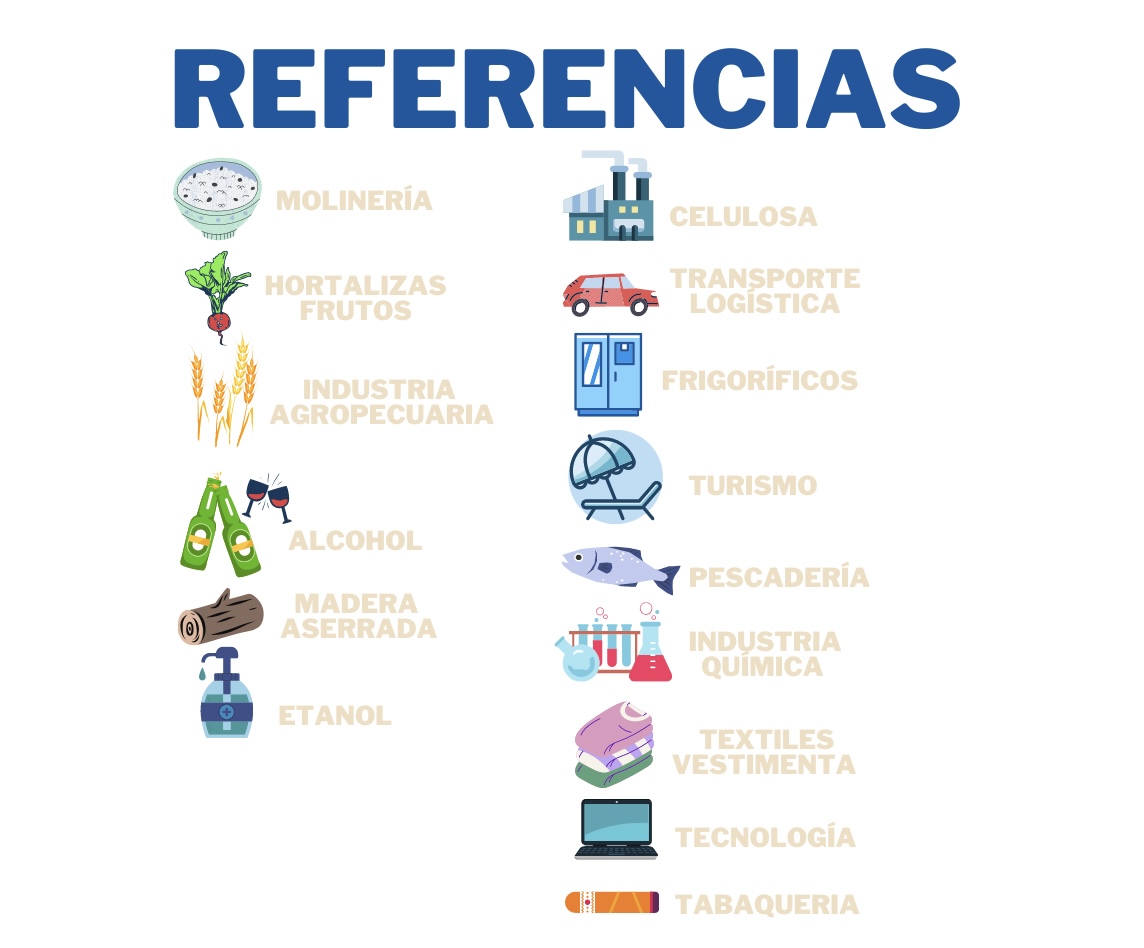 REFERENCIAS
MOLINERÍA
HORTALIZAS
FRUTOS
INDUSTRIA
AGROPECUARIA
ALCOHOL
MADERA
ASERRADA
ETANOL
CELULOSA
TRANSPORTE
LOGÍSTICA
FRIGORÍFICOS
TURISMO
PESCADERÍA
INDUSTRIA
QUÍMICA
TEXTILES
VESTIMENTA
TECNOLOGÍA
TABAQUERIA